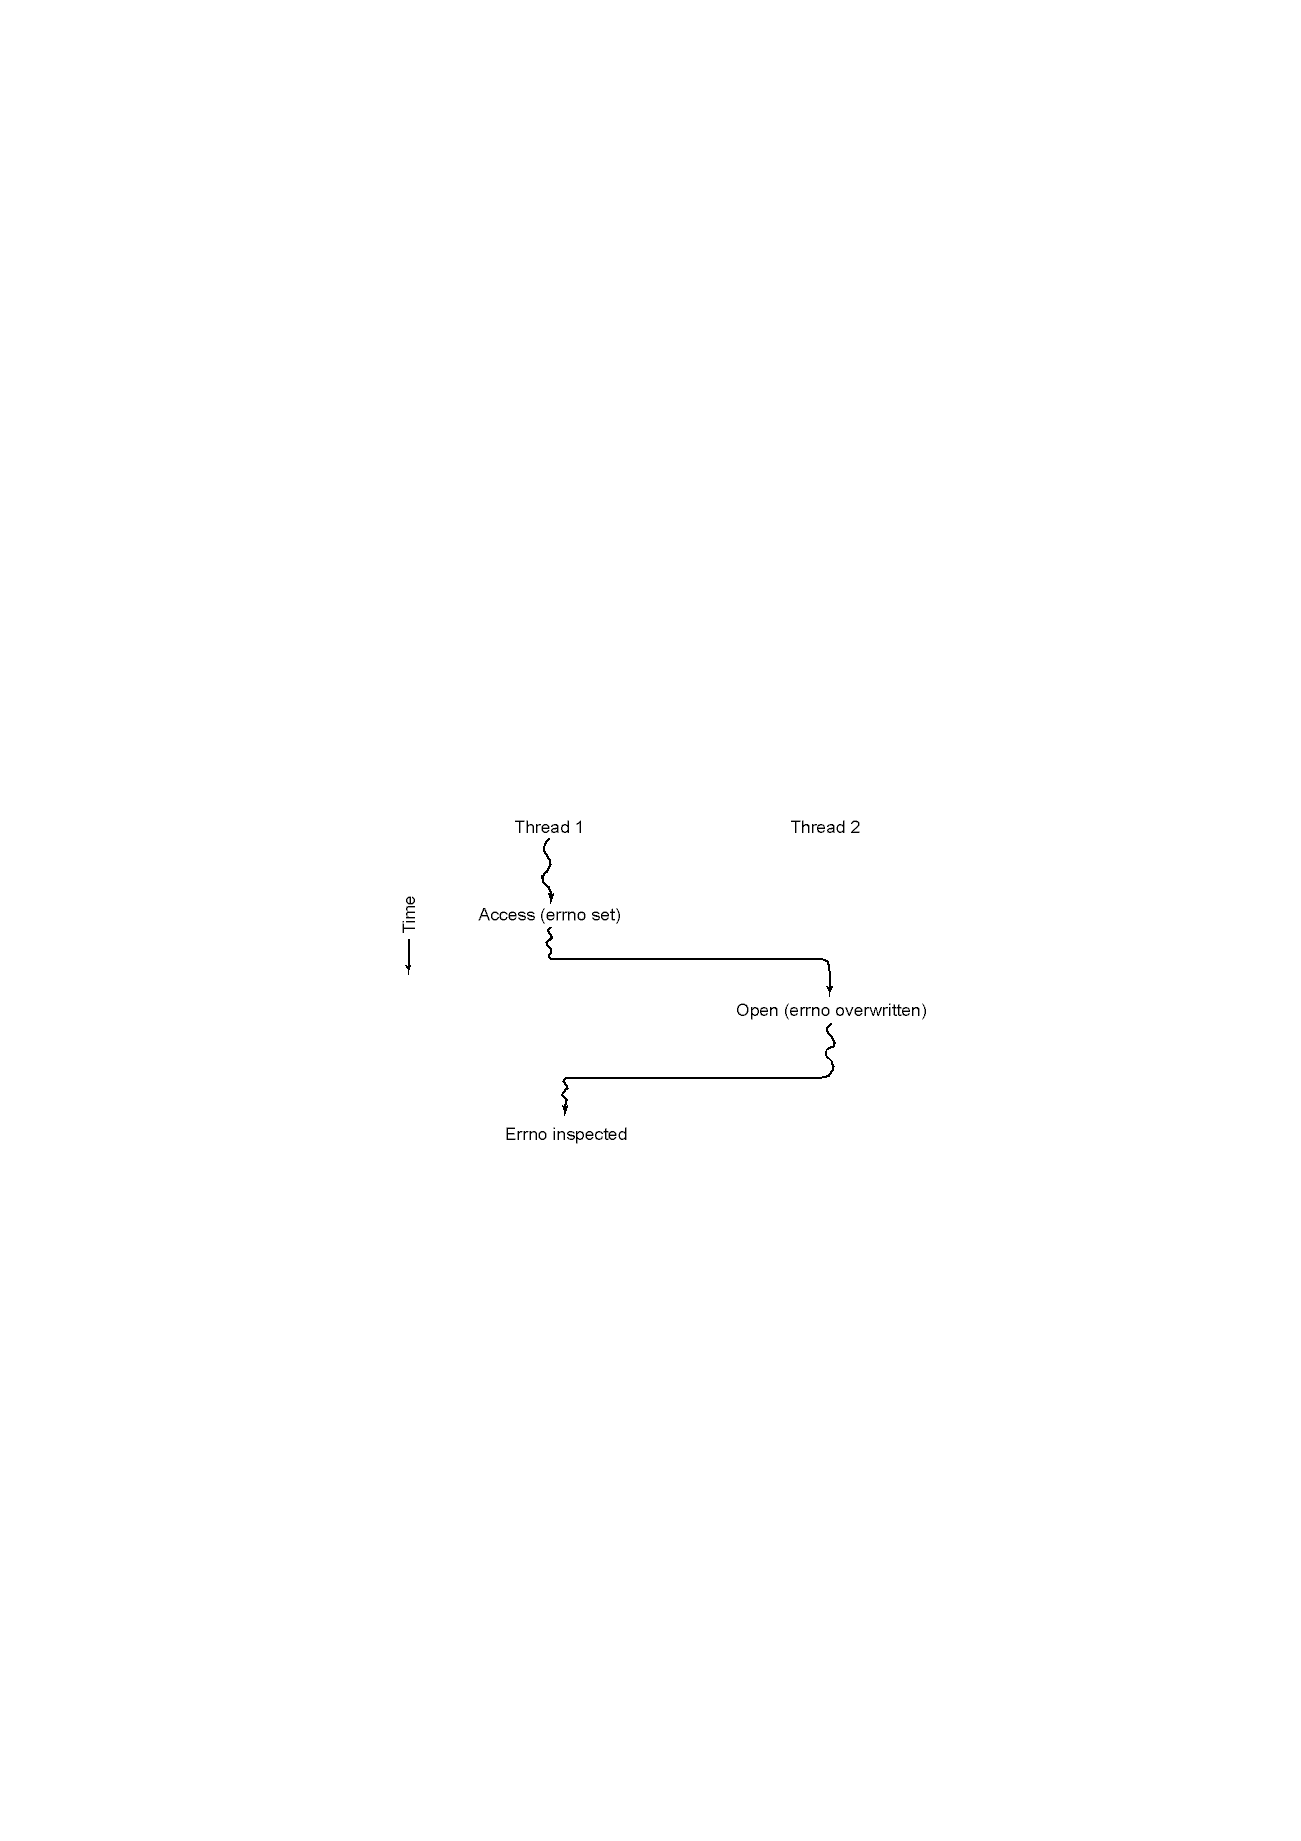 Thread 1
Thread 2
Time
Access (errno set)
Open (errno overwritten)
Errno inspected